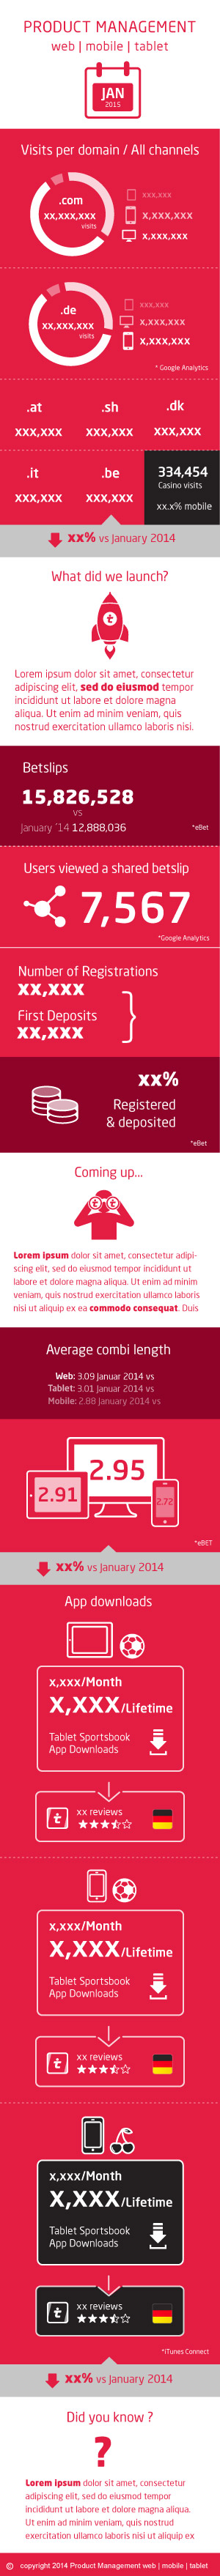 PRODUCT MANAGEMENT
web | mobile | tablet
JAN
2015
Visits per domain / All channels
.com
xx,xxx,xxx
visits
xxx,xxx
x,xxx,xxx
x,xxx,xxx
.de
xx,xxx,xxx
visits
xxx,xxx
x,xxx,xxx
x,xxx,xxx
* Google Analytics
.at
.sh
.dk
xxx,xxx
xxx,xxx
xxx,xxx
.it
.be
xxx,xxx
xxx,xxx
334,454
Casino visits
xx.x% mobile
xx% vs January 2014
What did we launch?
t
Lorem ipsum dolor sit amet, consectetur
adipiscing elit, sed do eiusmod tempor
incididunt ut labore et dolore magna
aliqua. Ut enim ad minim veniam, quis
nostrud exercitation ullamco laboris nisi.
Betslips
15,826,528
vs
January '14 12,888,036
*eBet
Users viewed a shared betslip
7,567
*Google Analytics
Number of Registrations
xx,xxx
First Deposits
xx,xxx
xx%
Registered
& deposited
*eBet
Coming up...
t t
Lorem ipsum dolor sit amet, consectetur adipi-
scing elit, sed do eiusmod tempor incididunt ut
labore et dolore magna aliqua. Ut enim ad minim
veniam, quis nostrud exercitation ullamco laboris
nisi ut aliquip ex ea commodo consequat. Duis
Average combi length
Web: 3.09 Januar 2014 vs
Tablet: 3.01 Januar 2014 vs
Mobile: 2.88 January 2014 vs
2.95
2.91
2.72
*eBET
xx% vs January 2014
App downloads
x,xxx/Month
X,XXX/Lifetime
Tablet Sportsbook
App Downloads
t
xx reviews
x,xxx/Month
X,XXX/Lifetime
Tablet Sportsbook
App Downloads
t
xx reviews
x,xxx/Month
X,XXX/Lifetime
Tablet Sportsbook
App Downloads
t
xx reviews
*iTunes Connect
xx% vs January 2014
Did you know ?
?
Lorem ipsum dolor sit amet, consectetur
adipiscing elit, sed do eiusmod tempor
incididunt ut labore et dolore magna aliqua.
Ut enim ad minim veniam, quis nostrud
exercitation ullamco laboris nisi ut aliquip ex
© copyright 2014 Product Management web | mobile | tablet